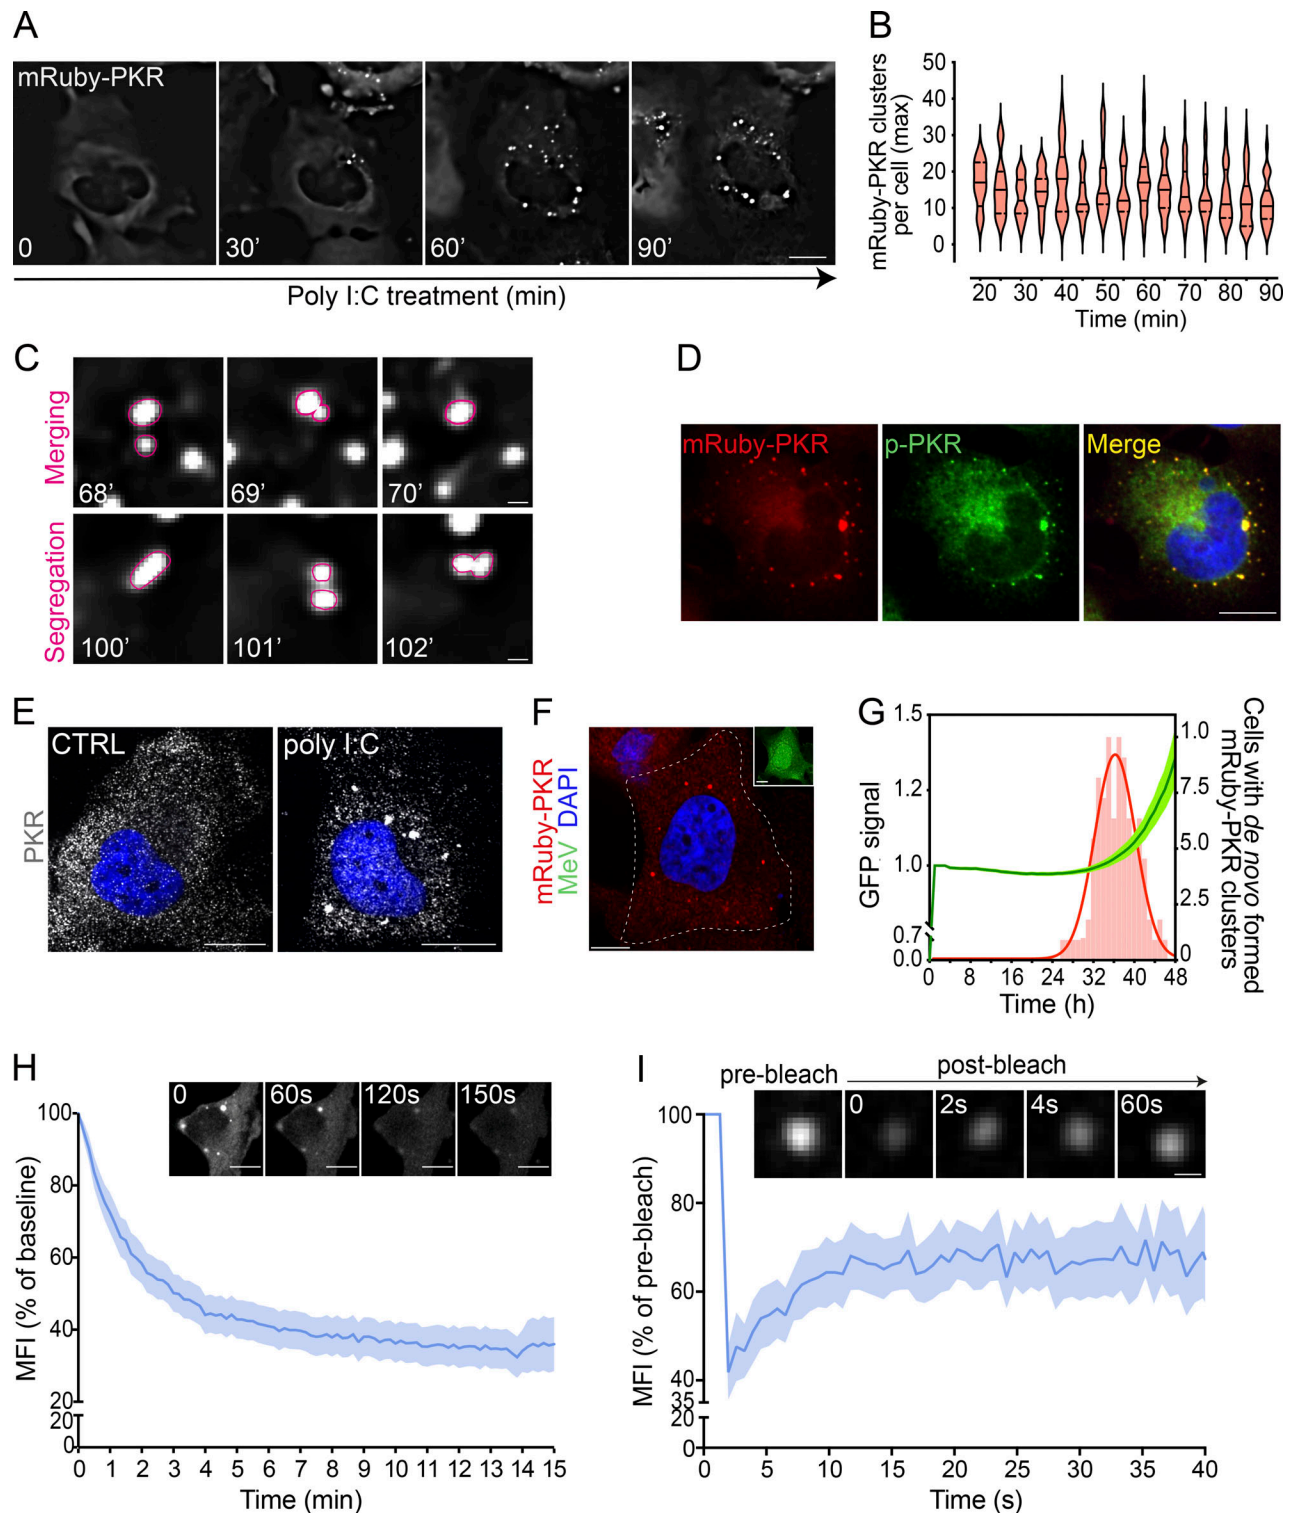 A
mRuby-PKR
0
30’
60’
90’
Poly I:C treatment (min)
B
mRuby-PKR clusters
per cell (max)
50
40
30
20
10
0
20 30 40 50 60 70 80 90
Time (min)
C
Merging
68’
69’
70’
Segregation
100’
101’
102’
D
mRuby-PKR
p-PKR
Merge
E
PKR
CTRL
poly I:C
F
mRuby-PKR
MeV DAPI
G
GFP signal
1.5
1.2
1.0
0.7
0.0
0 8 16 24 32 40 48
Time (h)
1.0
7.5
5.0
2.5
0
Cells with de novo formed
mRuby-PKR clusters
H
MFI (% of baseline)
100
80
60
40
20
20
0
0 1 2 3 4 5 6 7 8 9 10 11 12 13 14 15
Time (min)
0
60s
120s
150s
I
pre-bleach
post-bleach
0
2s
4s
60s
MFI (% of pre-bleach)
100
80
60
40
35
20
0
0 5 10 15 20 25 30 35 40
Time (s)